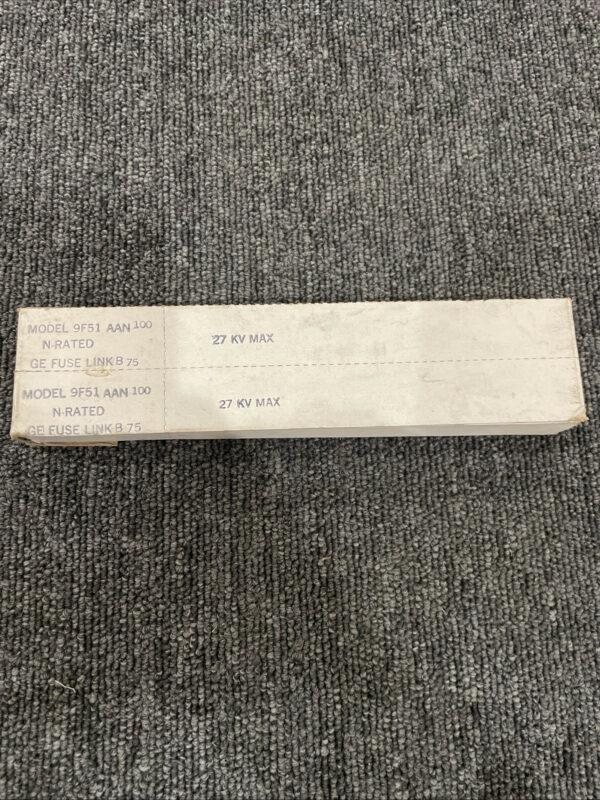 MODEL 9F51 AAN 100
N-RATED
27 KV MAX
GE FUSE LINK B 75
MODEL 9F51 AAN 100
N-RATED
27 KV MAX
GE FUSE LINK B 75